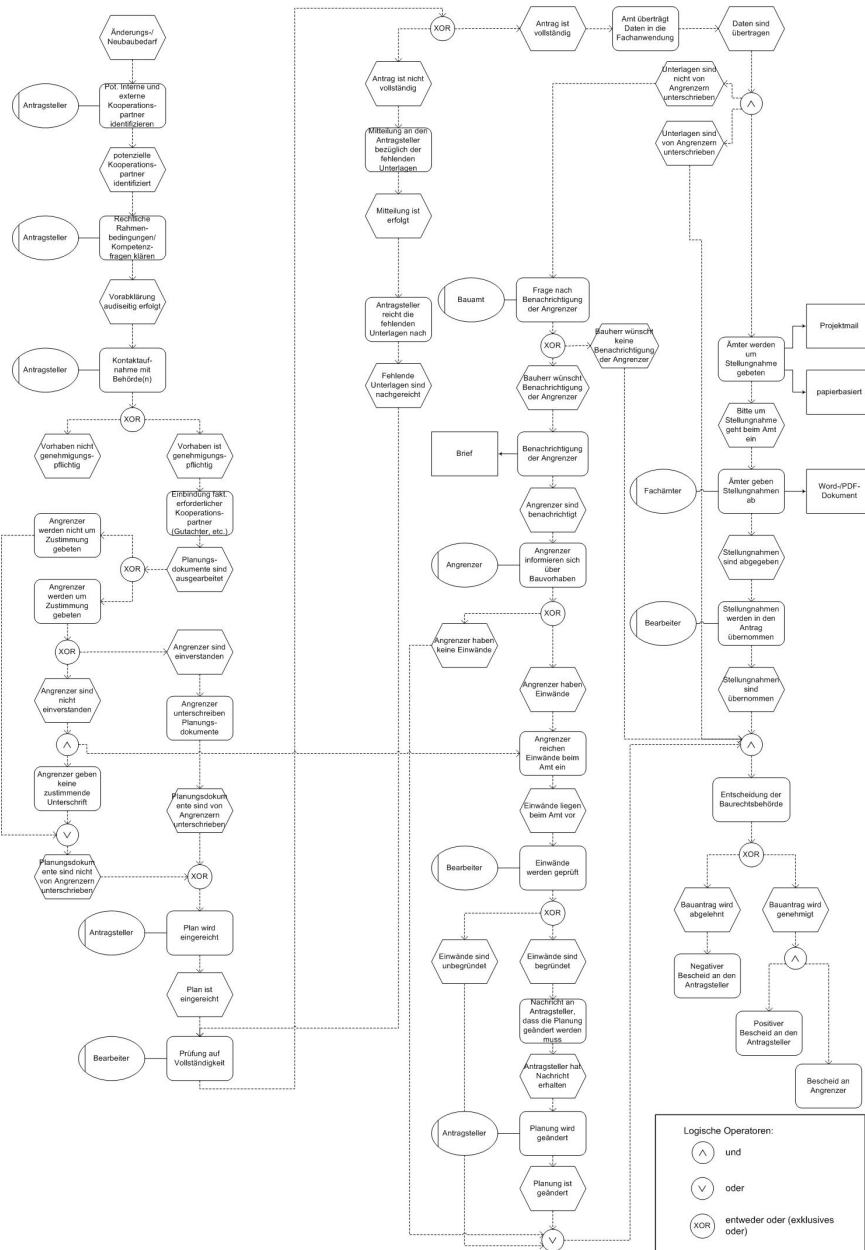 Änderungs-/
Neubaubedarf
Antragsteller
Pot. Interne und
externe
Kooperations-
partner
identifizieren
potenzielle
Kooperations-
partner
identifiziert
Antragsteller
Rechtliche
Rahmen-
bedingungen/
Kompetenz-
fragen klären
Vorabklärung
audiseitig erfolgt
Antragsteller
Kontaktauf-
nahme mit
Behörde(n)
XOR
Vorhaben nicht
genehmigungs-
pflichtig
Vorhaben ist
genehmigungs-
pflichtig
Einbindung fakt.
erforderlicher
Kooperations-
partner
(Gutachter, etc.)
Planungs-
dokumente sind
ausgearbeitet
XOR
Angrenzer
werden nicht um
Zustimmung
gebeten
Angrenzer
werden um
Zustimmung
gebeten
XOR
Angrenzer sind
einverstanden
Angrenzer sind
nicht
einverstanden
Angrenzer
unterschreiben
Planungs-
dokumente
Λ
Angrenzer geben
keine
zustimmende
Unterschrift
V
Planungsdokum
ente sind von
Angrenzern
unterschrieben
Planungsdokum
ente sind nicht
von Angrenzern
unterschrieben
XOR
Antragsteller
Plan wird
eingereicht
Plan ist
eingereicht
Bearbeiter
Prüfung auf
Vollständigkeit
XOR
Antrag ist nicht
vollständig
Mitteilung an den
Antragsteller
bezüglich der
fehlenden
Unterlagen
Mitteilung ist
erfolgt
Antragsteller
reicht die
fehlenden
Unterlagen nach
Fehlende
Unterlagen sind
nachgereicht
Antrag ist
vollständig
Amt überträgt
Daten in die
Fachanwendung
Daten sind
übertragen
Λ
Unterlagen sind
nicht von
Angrenzern
unterschrieben
Unterlagen sind
von Angrenzern
unterschrieben
Bauamt
Frage nach
Benachrichtigung
der Angrenzer
XOR
Bauherr wünscht
keine
Benachrichtigung
der Angrenzer
Bauherr wünscht
Benachrichtigung
der Angrenzer
Brief
Benachrichtigung
der Angrenzer
Angrenzer sind
benachrichtigt
Angrenzer
Angrenzer
informieren sich
über
Bauvorhaben
XOR
Angrenzer haben
keine Einwände
Angrenzer haben
Einwände
Angrenzer
reichen
Einwände beim
Amt ein
Einwände liegen
beim Amt vor
Bearbeiter
Einwände
werden geprüft
XOR
Einwände sind
unbegründet
Einwände sind
begründet
Nachricht an
Antragsteller,
dass die Planung
geändert werden
muss
Antragsteller hat
Nachricht
erhalten
Antragsteller
Planung wird
geändert
Planung ist
geändert
V
Ämter werden
um
Stellungnahme
gebeten
Projektmail
papierbasiert
Bitte um
Stellungnahme
geht beim Amt
ein
Fachämter
Ämter geben
Stellungnahmen
ab
Word-/PDF-
Dokument
Stellungnahmen
sind abgegeben
Bearbeiter
Stellungnahmen
werden in den
Antrag
übernommen
Stellungnahmen
sind
übernommen
Λ
Entscheidung der
Baurechtsbehörde
XOR
Bauantrag wird
abgelehnt
Bauantrag wird
genehmigt
Negativer
Bescheid an den
Antragsteller
Λ
Positiver
Bescheid an den
Antragsteller
Bescheid an
Angrenzer
Logische Operatoren:
Λ und
V oder
XOR entweder oder (exklusives
oder)